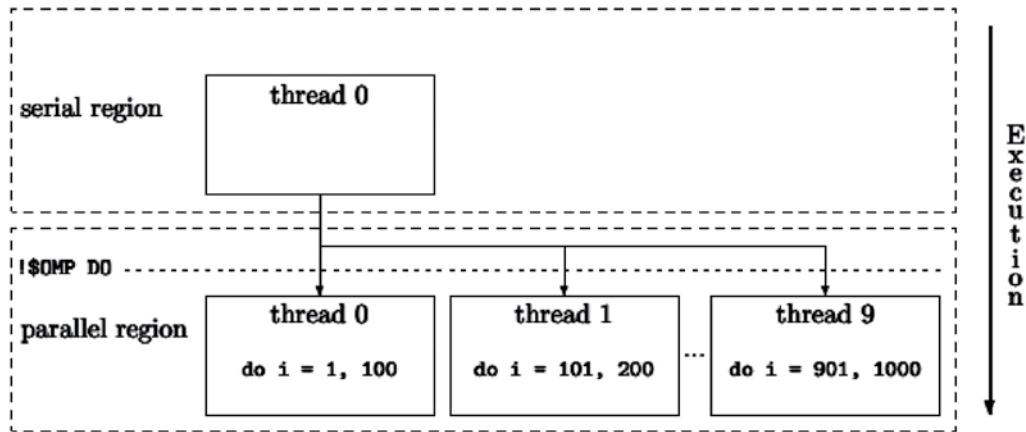 thread 0
serial region
Execution
!$OMP DO
thread 0
thread 1
thread 9
parallel region
...
do i = 1, 100
do i = 101, 200
do i = 901, 1000